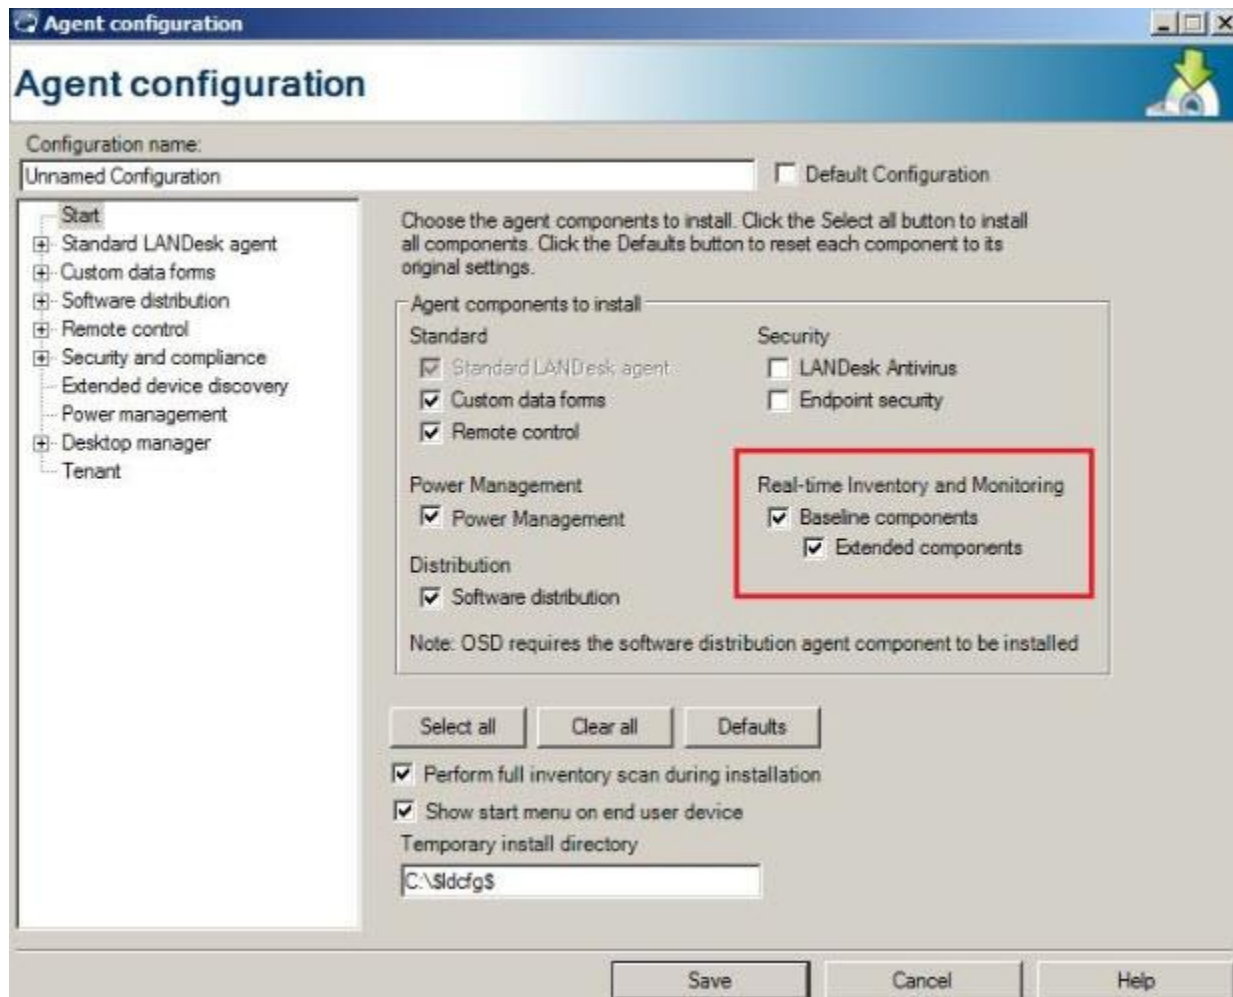 Agent configuration
Agent configuration
Configuration name:
Unnamed Configuration
Default Configuration
Start
Standard LANDesk agent
Custom data forms
Software distribution
Remote control
Security and compliance
Extended device discovery
Power management
Desktop manager
Tenant
Choose the agent components to install. Click the Select all button to install
all components. Click the Defaults button to reset each component to its
original settings.
Agent components to install
Standard
Standard LANDesk agent
Custom data forms
Remote control
Power Management
Power Management
Distribution
Software distribution
Security
LANDesk Antivirus
Endpoint security
Real-time Inventory and Monitoring
Baseline components
Extended components
Note: OSD requires the software distribution agent component to be installed
Select all
Clear all
Defaults
Perform full inventory scan during installation
Show start menu on end user device
Temporary install directory
C:\$ldcfg$
Save
Cancel
Help